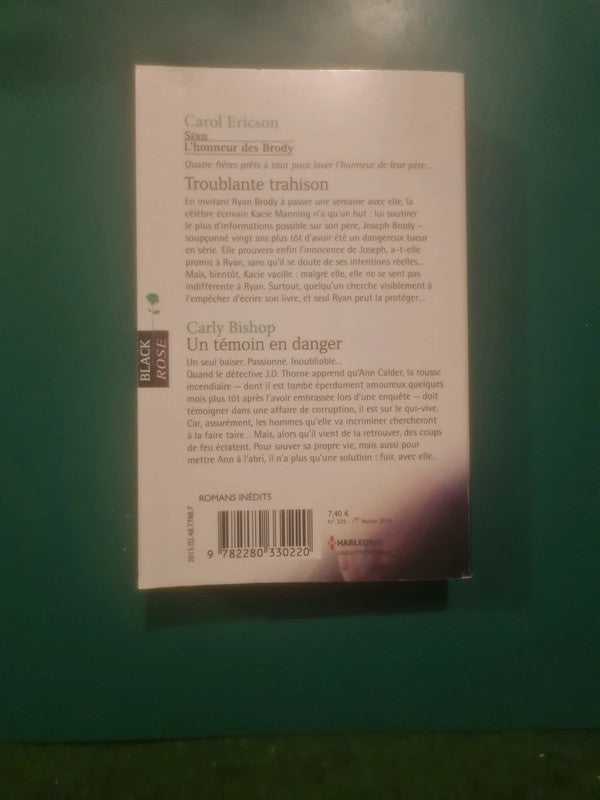 Carol Ericson
SÉRIE
L'honneur des Brody
Quatre frères prêts à tout pour laver l'honneur de leur père...
Troublante trahison
En invitant Ryan Brody à passer une semaine avec elle, la
célèbre écrivain Kacie Manning n'a qu'un but : lui soutirer
le plus d'informations possible sur son père, Joseph Brody –
soupçonné vingt ans plus tôt d'avoir été un dangereux tueur
en série. Elle prouvera enfin l'innocence de Joseph, a-t-elle
promis à Ryan, sans qu'il se doute de ses intentions réelles...
Mais, bientôt, Kacie vacille : malgré elle, elle ne se sent pas
indifférente à Ryan. Surtout, quelqu'un cherche visiblement à
l'empêcher d'écrire son livre, et seul Ryan peut la protéger...
BLACK
ROSE
Carly Bishop
Un témoin en danger
Un seul baiser. Passionné. Inoubliable...
Quand le détective J.D. Thorne apprend qu'Ann Calder, la rousse
incendiaire – dont il est tombé éperdument amoureux quelques
mois plus tôt après l'avoir embrassée lors d'une enquête – doit
témoigner dans une affaire de corruption, il est sur le qui-vive.
Car, assurément, les hommes qu'elle va incriminer chercheront
à la faire taire... Mais, alors qu'il vient de la retrouver, des coups
de feu éclatent. Pour sauver sa propre vie, mais aussi pour
mettre Ann à l'abri, il n'a plus qu'une solution : fuir, avec elle...
ROMANS INÉDITS
2015.02.48.7788.7
7,40 €
N° 329 - 1er février 2015
9 782280 330220
HARLEQUIN